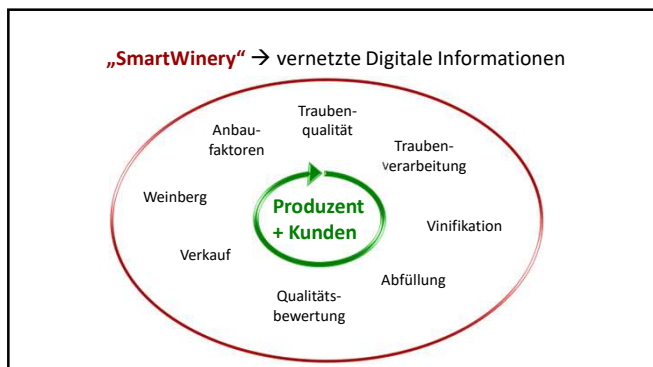 „SmartWinery“ → vernetzte Digitale Informationen
Trauben-
qualität
Anbau-
faktoren
Trauben-
verarbeitung
Weinberg
Produzent
+ Kunden
Vinifikation
Verkauf
Abfüllung
Qualitäts-
bewertung